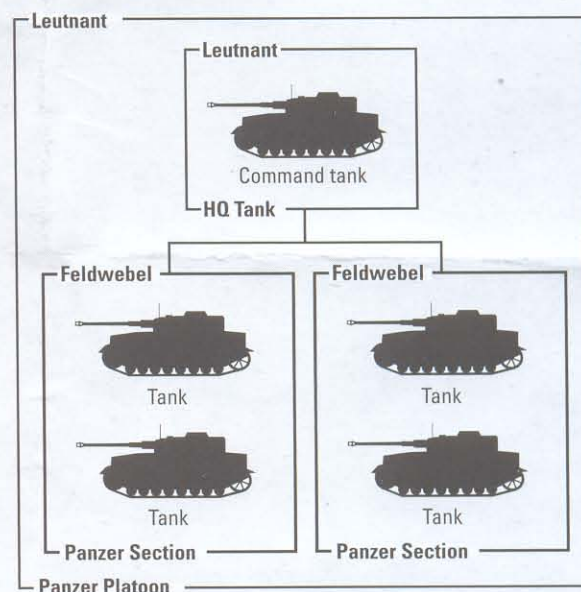 Leutnant
Leutnant
Command tank
HQ Tank
Feldwebel
Feldwebel
Tank
Tank
Tank
Tank
Panzer Section
Panzer Section
Panzer Platoon